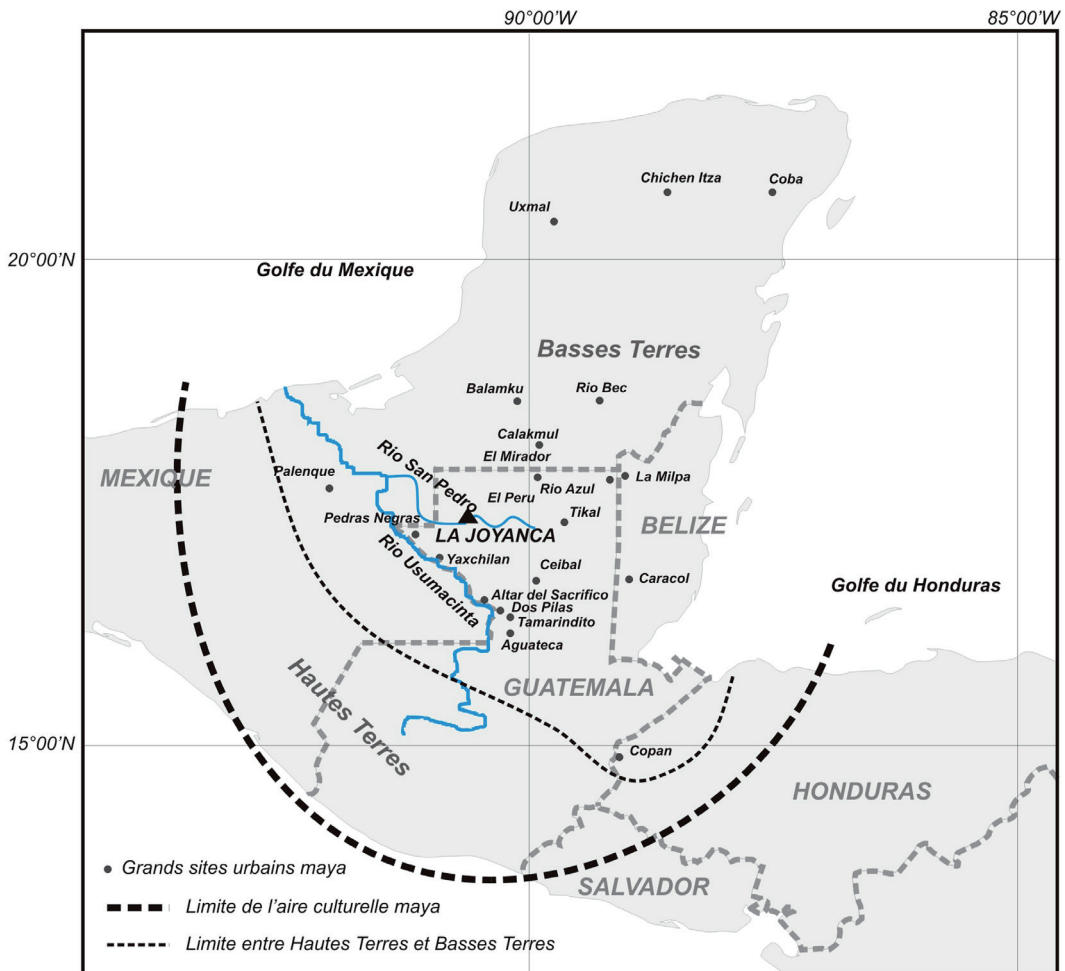 90°00’W
85°00’W
Chichen Itza
Coba
Uxmal
20°00’N
Golfe du Mexique
Basses Terres
Balamku
Rio Bec
Calakmul
El Mirador
Rio San Pedro
MEXIQUE
Palenque
La Milpa
Rio Azul
El Peru
Tikal
Pedras Negras
BELIZE
LA JOYANCA
Rio Usumacinta
Yaxchilan
Ceibal
Caracol
Golfe du Honduras
Altar del Sacrifico
Dos Pilas
Tamarindito
Aguateca
Hautes Terres
GUATEMALA
15°00’N
Copan
HONDURAS
SALVADOR
Grands sites urbains maya
Limite de l’aire culturelle maya
Limite entre Hautes Terres et Basses Terres